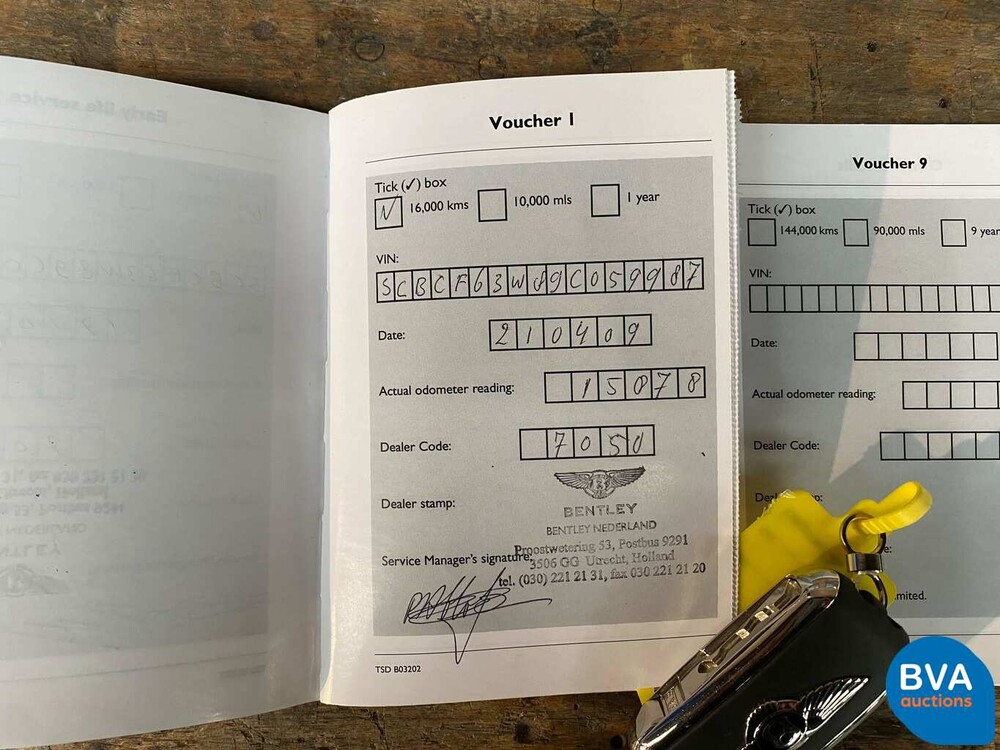 Voucher 1
Tick (✓) box
16,000 kms 10,000 mls 1 year
VIN:
SCBCF63W89C059987
Date: 210409
Actual odometer reading: 15078
Dealer Code: 7050
Dealer stamp:
BENTLEY
BENTLEY NEDERLAND
Proostwetering 53, Postbus 9291
Service Manager's signature:
3506 GG Utrecht, Holland
tel. (030) 221 21 31, fax 030 221 21 20
TSD B03202
Voucher 9
Tick (✓) box
144,000 kms 90,000 mls 9 year
VIN:
Date:
Actual odometer reading:
Dealer Code:
BVA
auctions